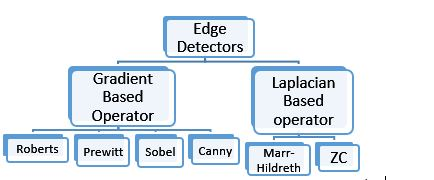 Edge
Detectors
Gradient
Based
Operator
Laplacian
Based
operator
Roberts
Prewitt
Sobel
Canny
Marr-
Hildreth
ZC